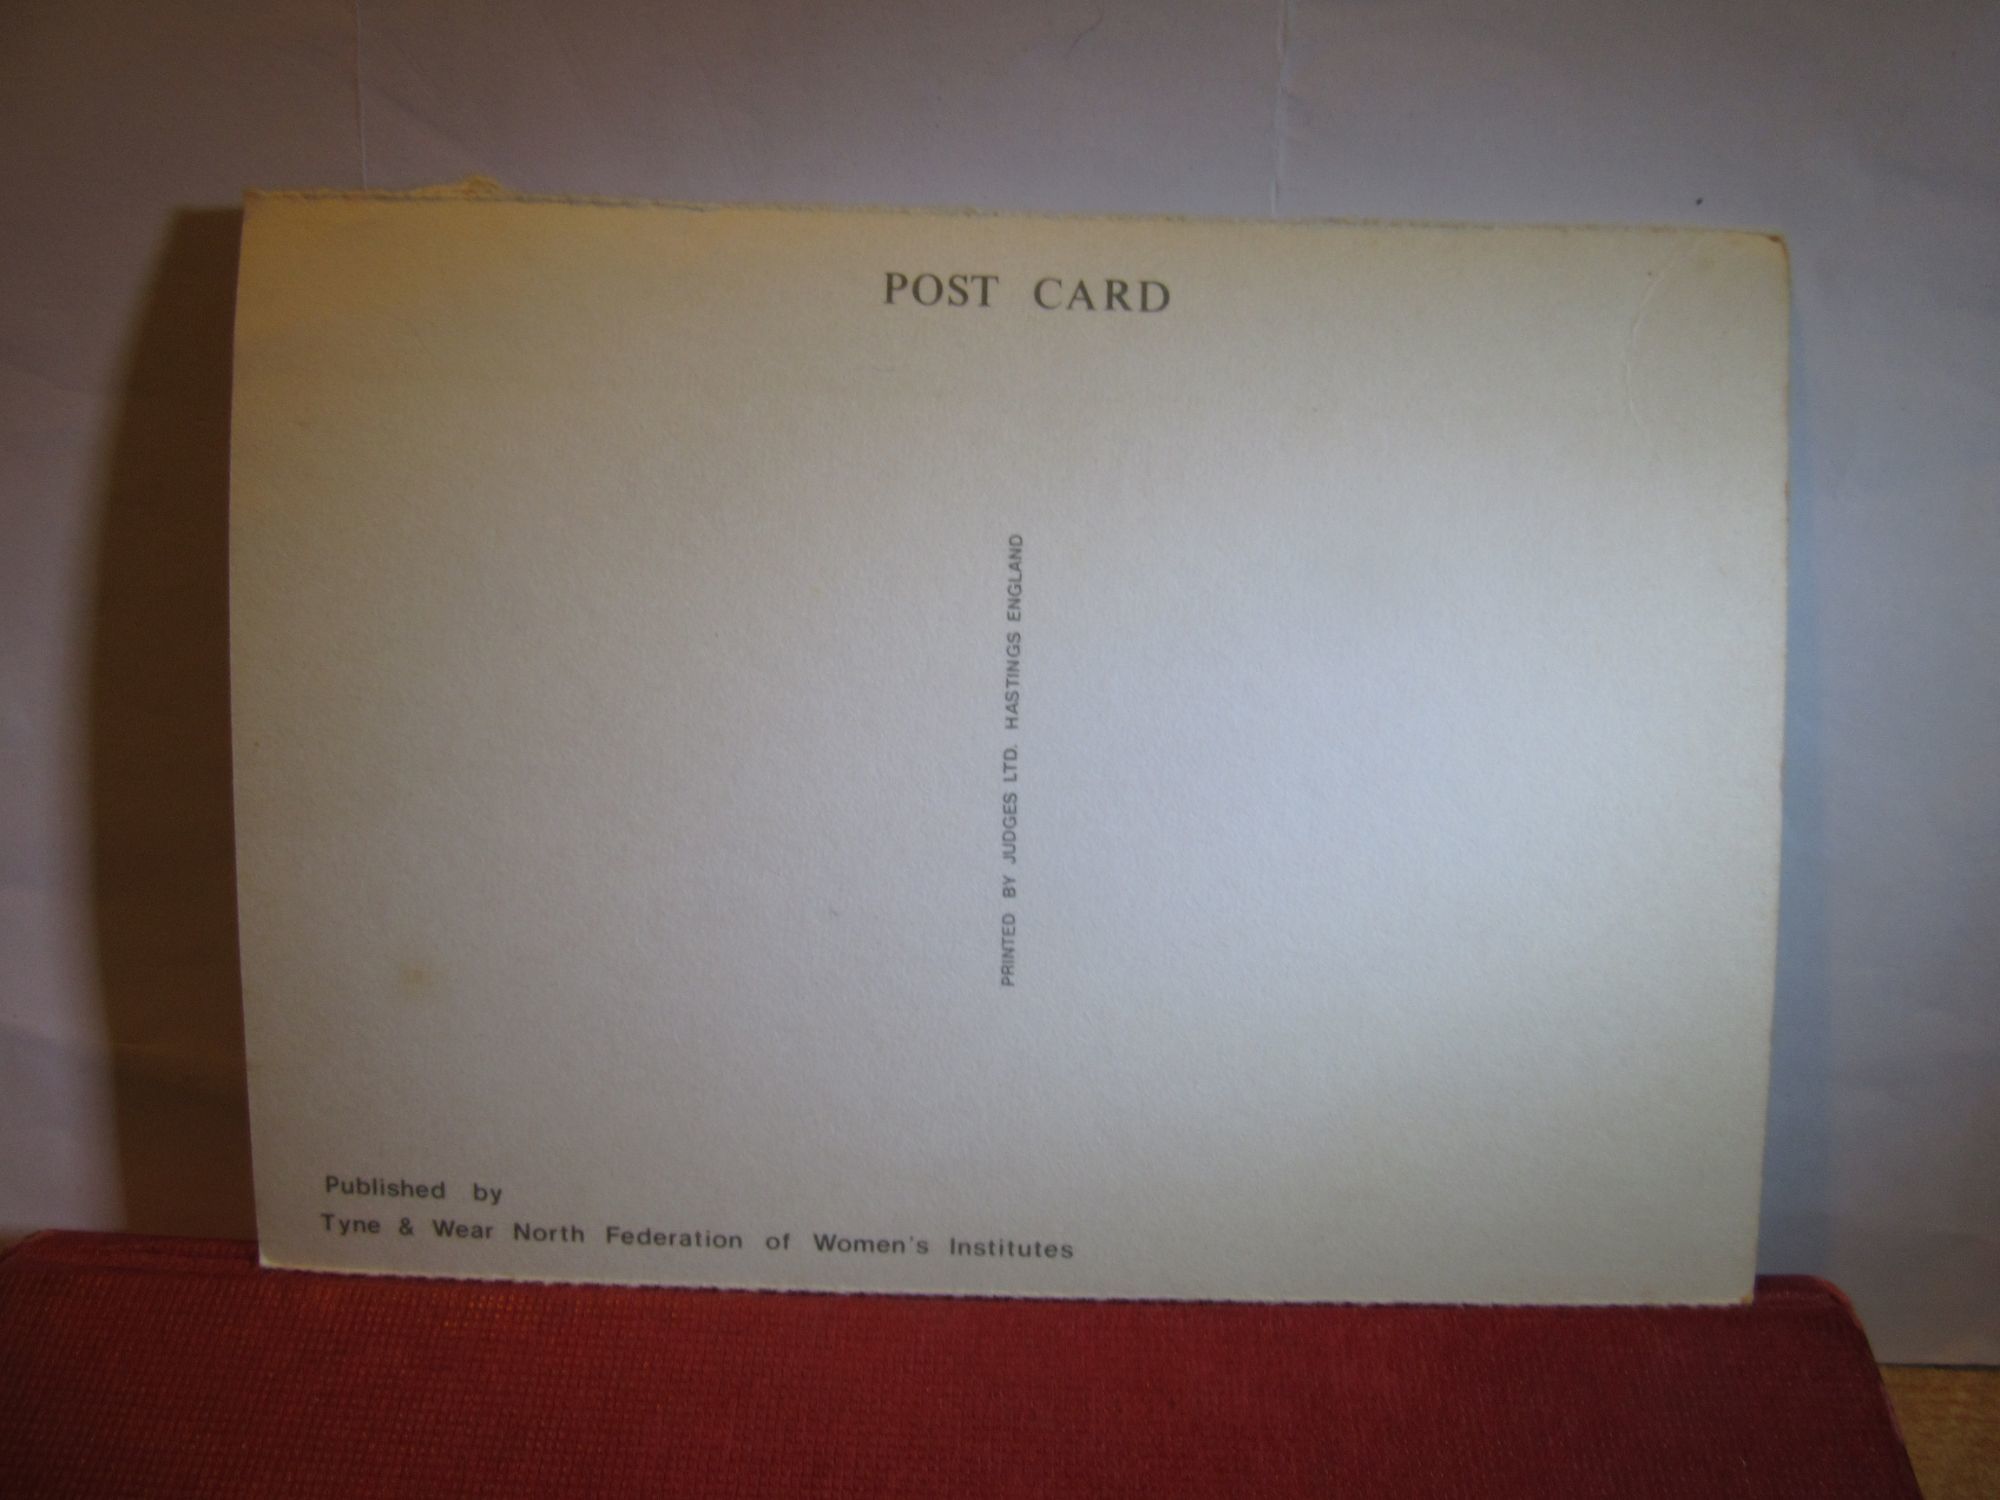 POST CARD
PRINTED BY JUDGES LTD. HASTINGS ENGLAND
Published by
Tyne & Wear North Federation of Women's Institutes